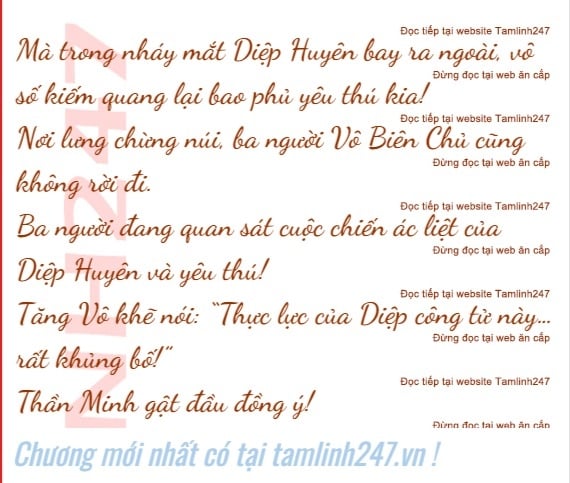 Đọc tiếp tại website Tamlinh247
Mà trong nháy mắt Diệp Huyên bay ra ngoài, vô
Đừng đọc tại web ăn cắp
số kiếm quang lại bao phủ yêu thú kia!
Đọc tiếp tại website Tamlinh247
Nơi lưng chừng núi, ba người Vô Biên Chủ cũng
Đừng đọc tại web ăn cắp
không rời đi.
Đọc tiếp tại website Tamlinh247
Ba người đang quan sát cuộc chiến ác liệt của
Đừng đọc tại web ăn cắp
Diệp Huyên và yêu thú!
Đọc tiếp tại website Tamlinh247
Tăng Vô khẽ nói: “Thực lực của Diệp công tử này...
Đừng đọc tại web ăn cắp
rất khủng bố!”
Đọc tiếp tại website Tamlinh247
Thần Minh gật đầu đồng ý!
Đừng đọc tại web ăn cắp
NH247
Chương mới nhất có tại tamlinh247.vn !